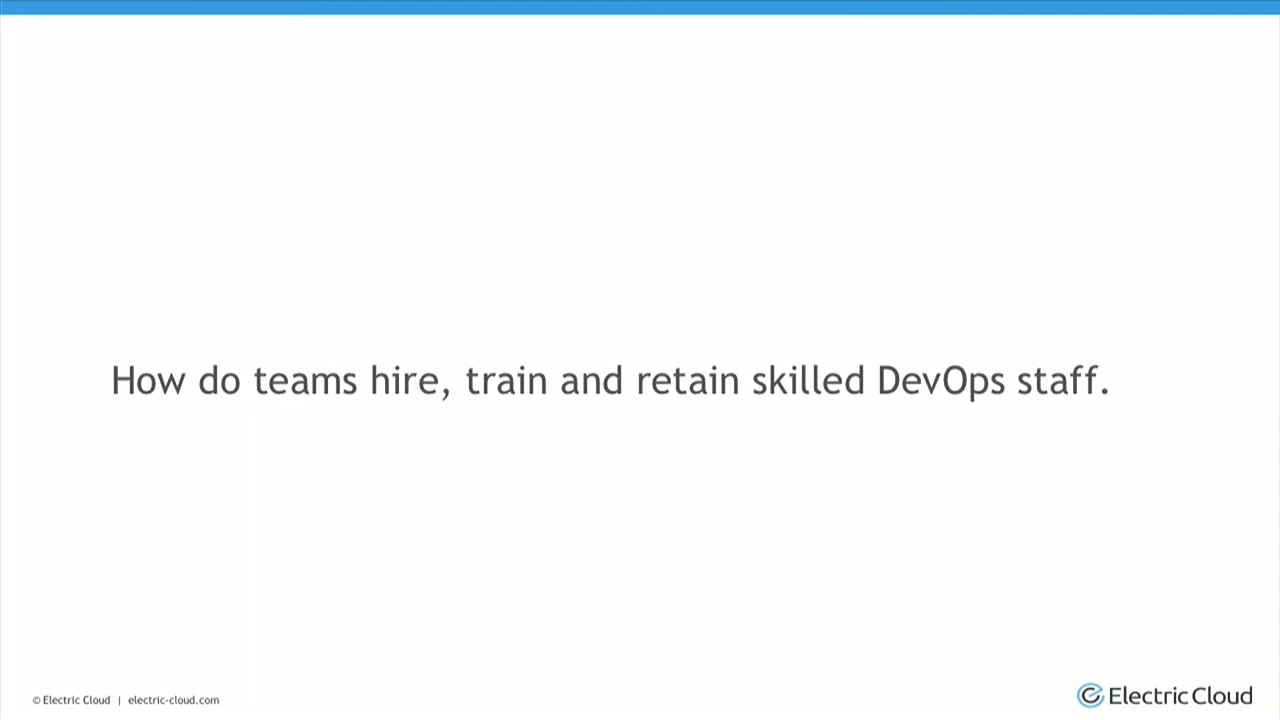 How do teams hire, train and retain skilled DevOps staff.
© Electric Cloud | electric-cloud.com
Electric Cloud